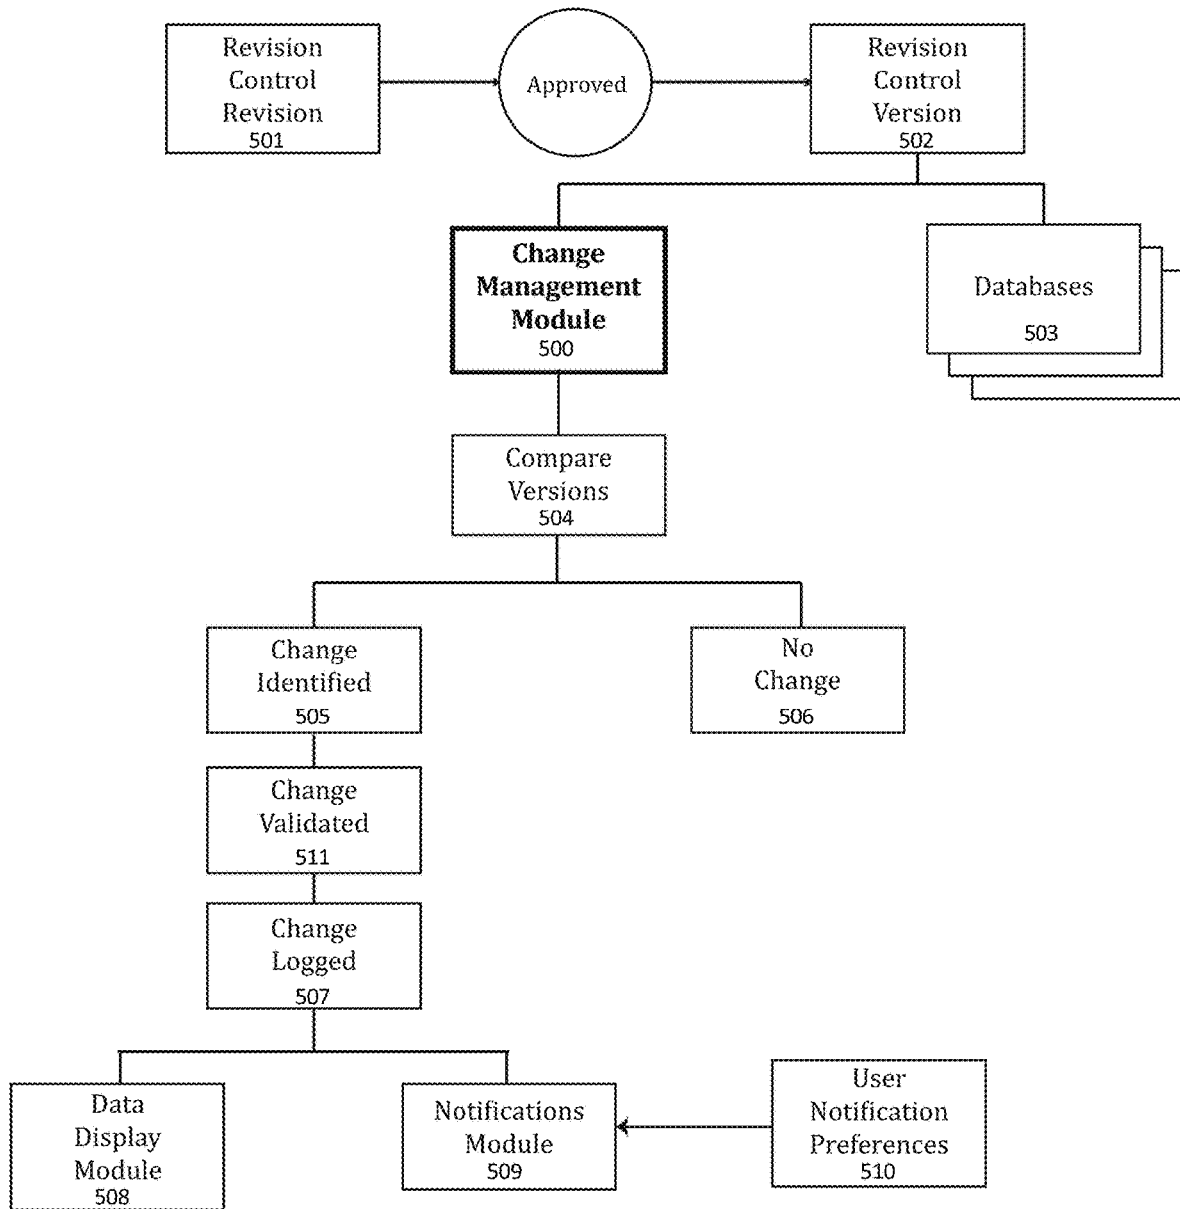 Revision
Control
Revision
501
Approved
Revision
Control
Version
502
Change
Management
Module
500
Databases
503
Compare
Versions
504
Change
Identified
505
No
Change
506
Change
Validated
511
Change
Logged
507
Data
Display
Module
508
Notifications
Module
509
User
Notification
Preferences
510